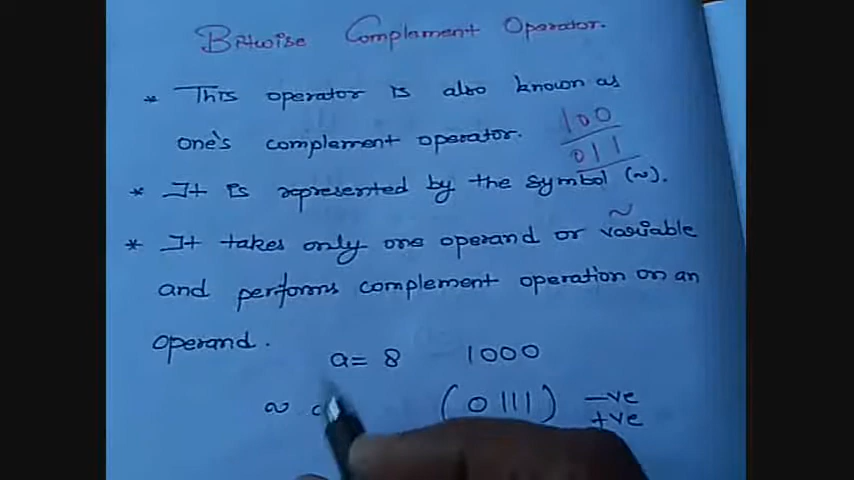 Bitwise Complement Operator.
* This operator is also known as
one's complement operator.
100
011
* It is represented by the symbol (~).
* It takes only one operand or variable
~
and performs complement operation on an
operand.
a= 8 1000
~ (0111) -ve
+ve